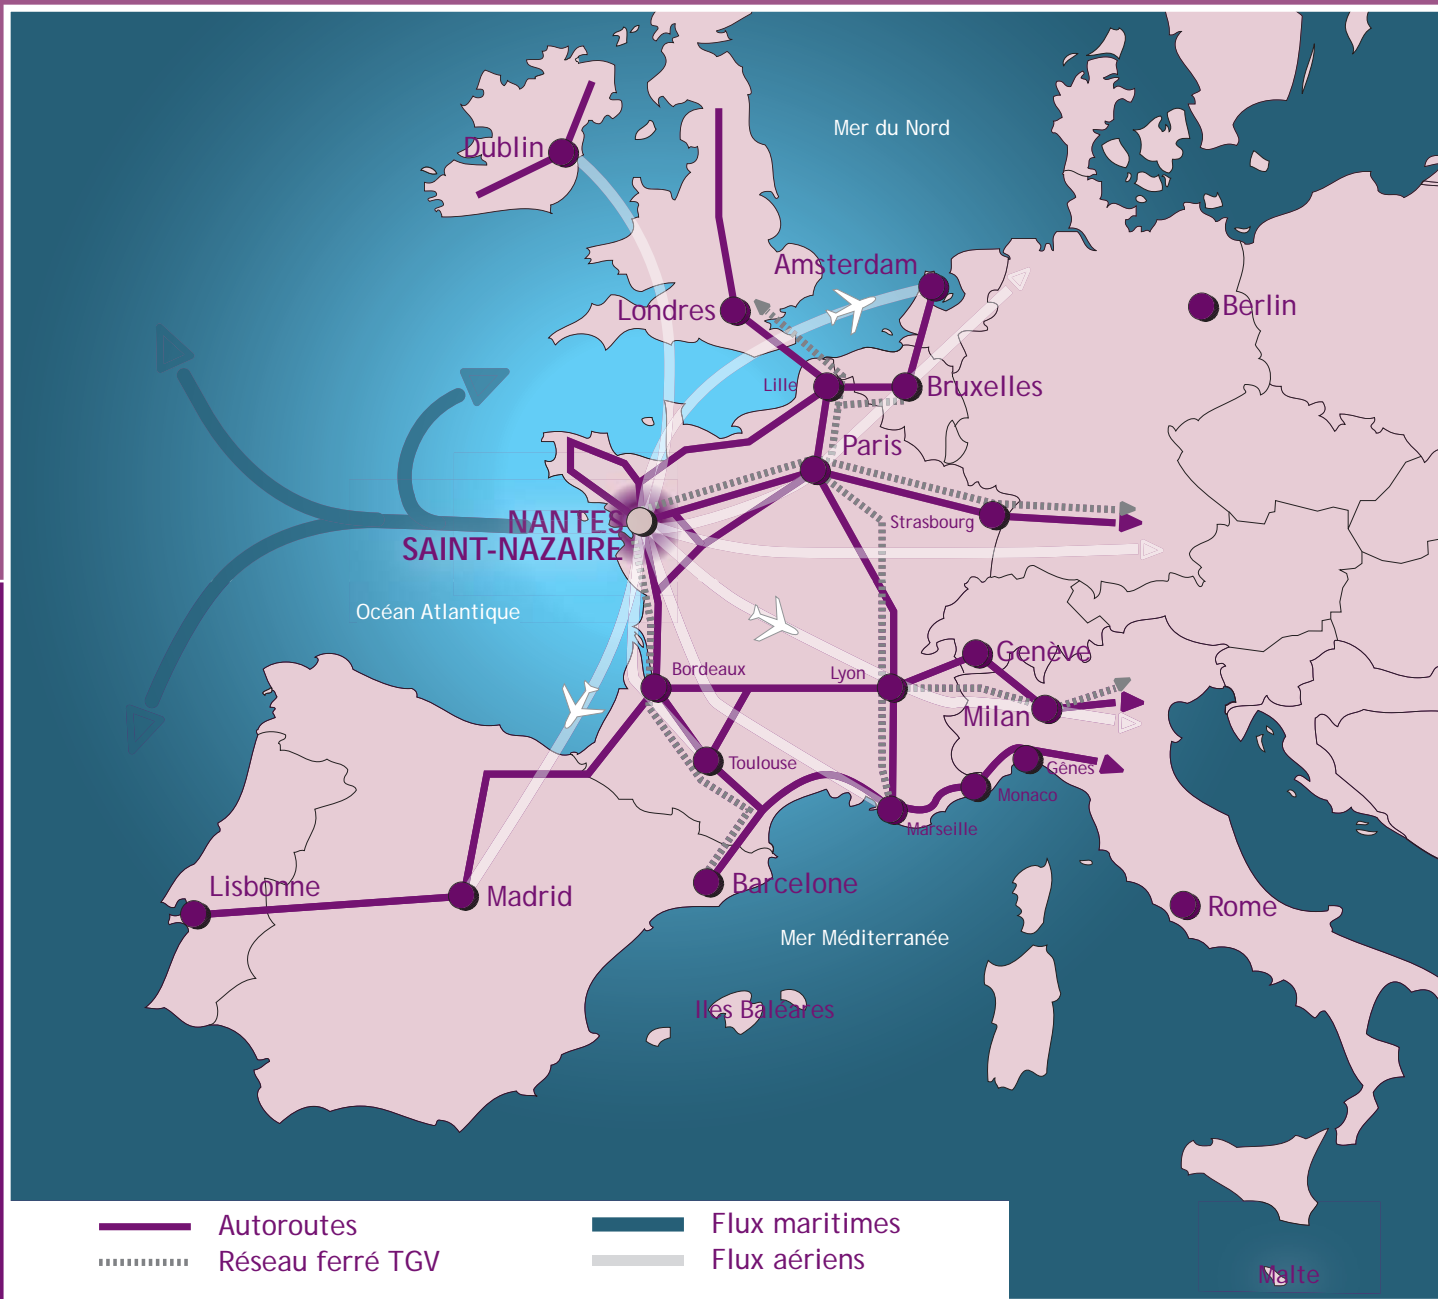 Dublin
Mer du Nord
Amsterdam
Londres
Berlin
Lille
Bruxelles
Paris
Strasbourg
NANTES
SAINT-NAZAIRE
Océan Atlantique
Bordeaux
Lyon
Genève
Milan
Toulouse
Gênes
Monaco
Marseille
Lisbonne
Madrid
Barcelone
Rome
Mer Méditerranée
Iles Baléares
Autoroutes
Flux maritimes
Réseau ferré TGV
Flux aériens
Malte